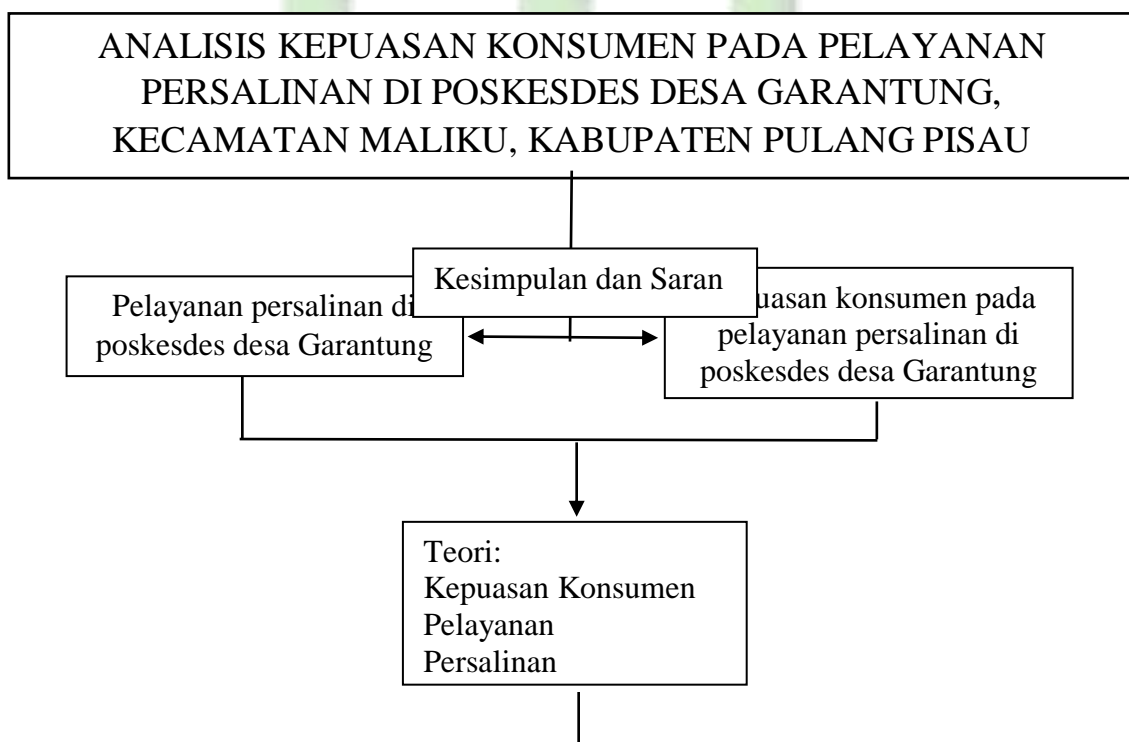 ANALISIS KEPUASAN KONSUMEN PADA PELAYANAN
PERSALINAN DI POSKESDES DESA GARANTUNG,
KECAMATAN MALIKU, KABUPATEN PULANG PISAU
Kesimpulan dan Saran
Pelayanan persalinan di
poskesdes desa Garantung
uasan konsumen pada
pelayanan persalinan di
poskesdes desa Garantung
Teori:
Kepuasan Konsumen
Pelayanan
Persalinan